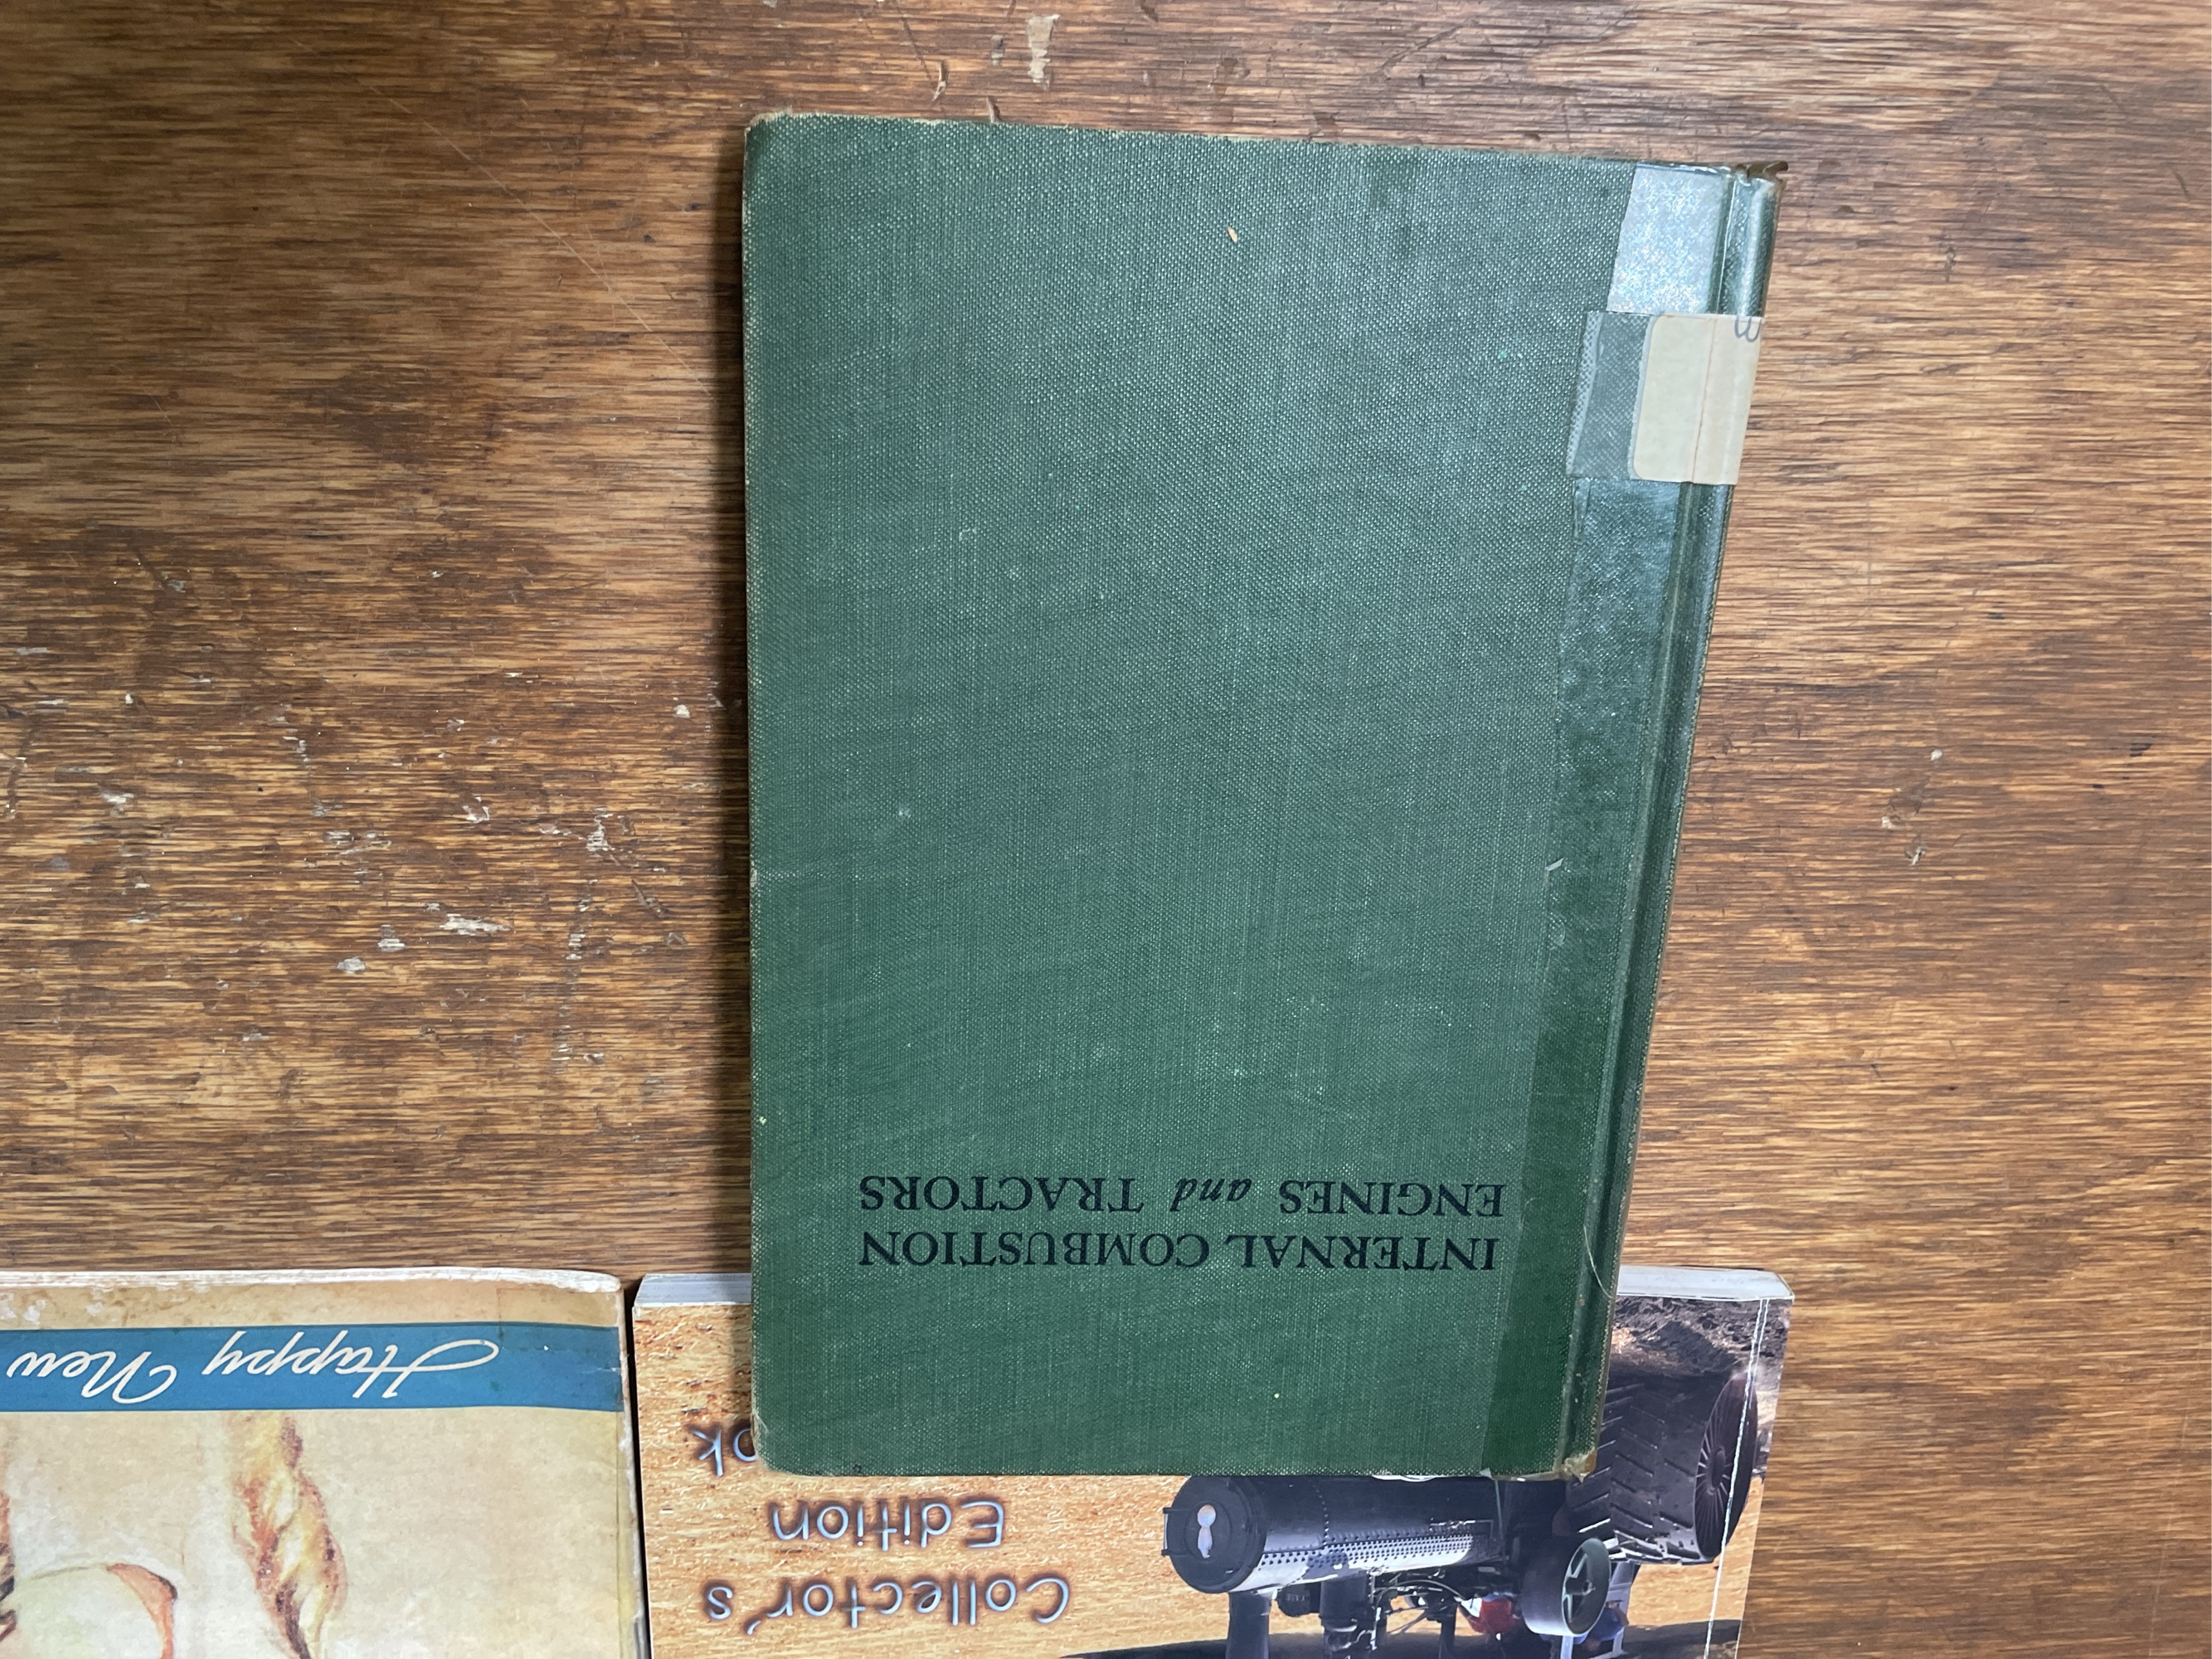 INTERNAL COMBUSTION
ENGINES and TRACTORS
Collector's
Edition
Happy New